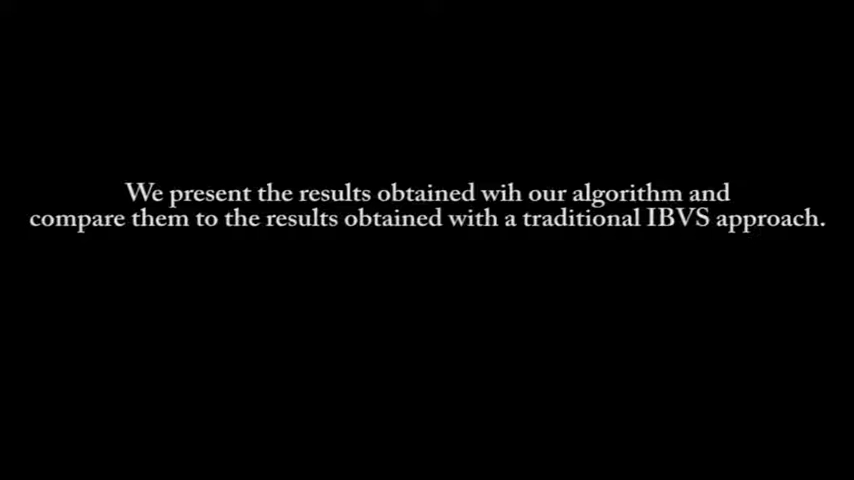 We present the results obtained wih our algorithm and
compare them to the results obtained with a traditional IBVS approach.